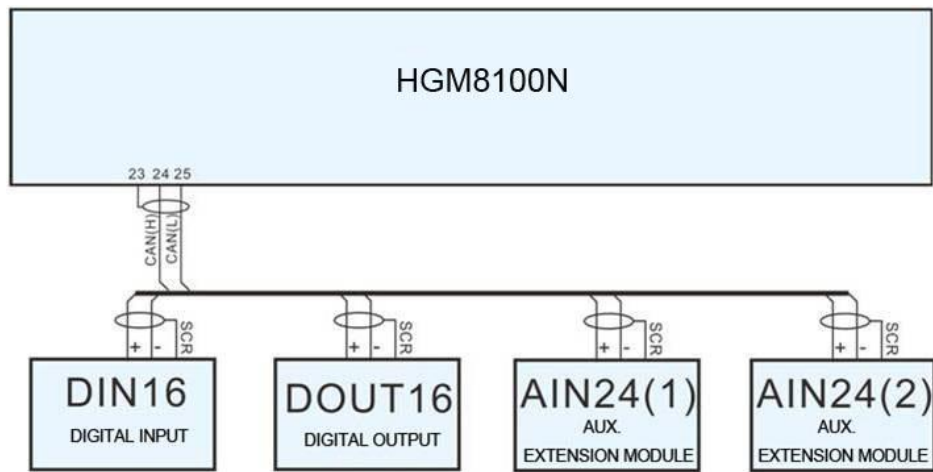 HGM8100N
23 24 25
CAN(H)
CAN(L)
+ - SCR
+ - SCR
+ - SCR
+ - SCR
DIN16
DIGITAL INPUT
DOUT16
DIGITAL OUTPUT
AIN24(1)
AUX.
EXTENSION MODULE
AIN24(2)
AUX.
EXTENSION MODULE